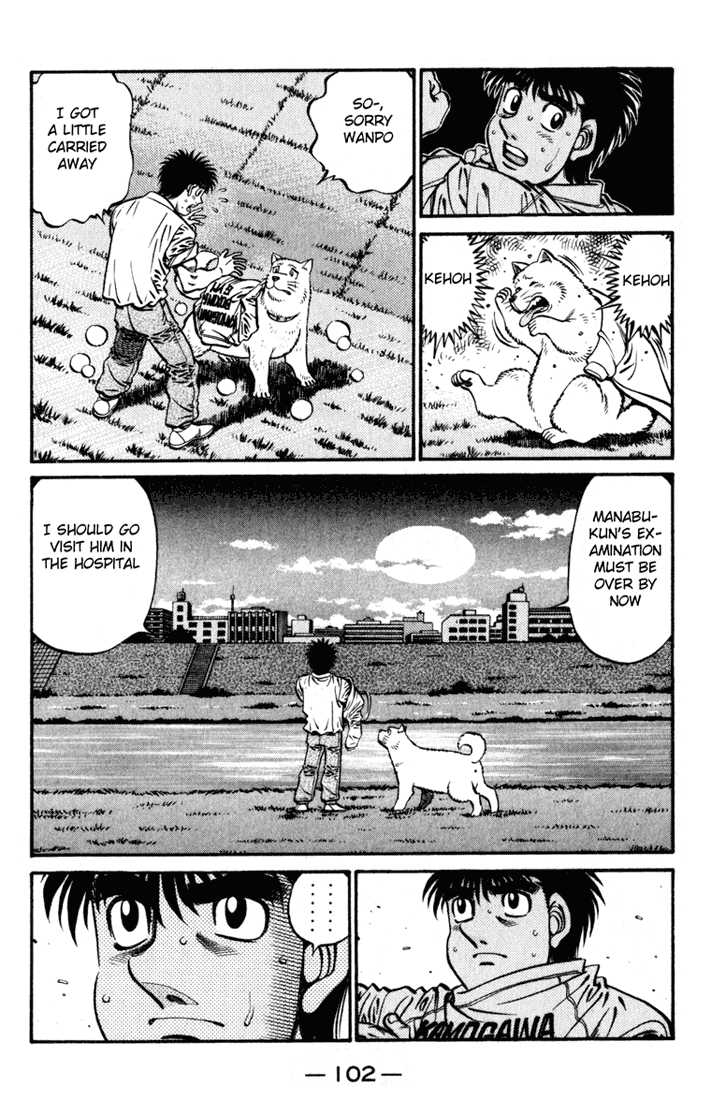 KEHOH
KEHOH
SO-,
SORRY
WANPO
I GOT
A LITTLE
CARRIED
AWAY
MANABU-
KUN'S EX-
AMINATION
MUST BE
OVER BY
NOW
I SHOULD GO
VISIT HIM IN
THE HOSPITAL
KAMOGAWA
— 102 —